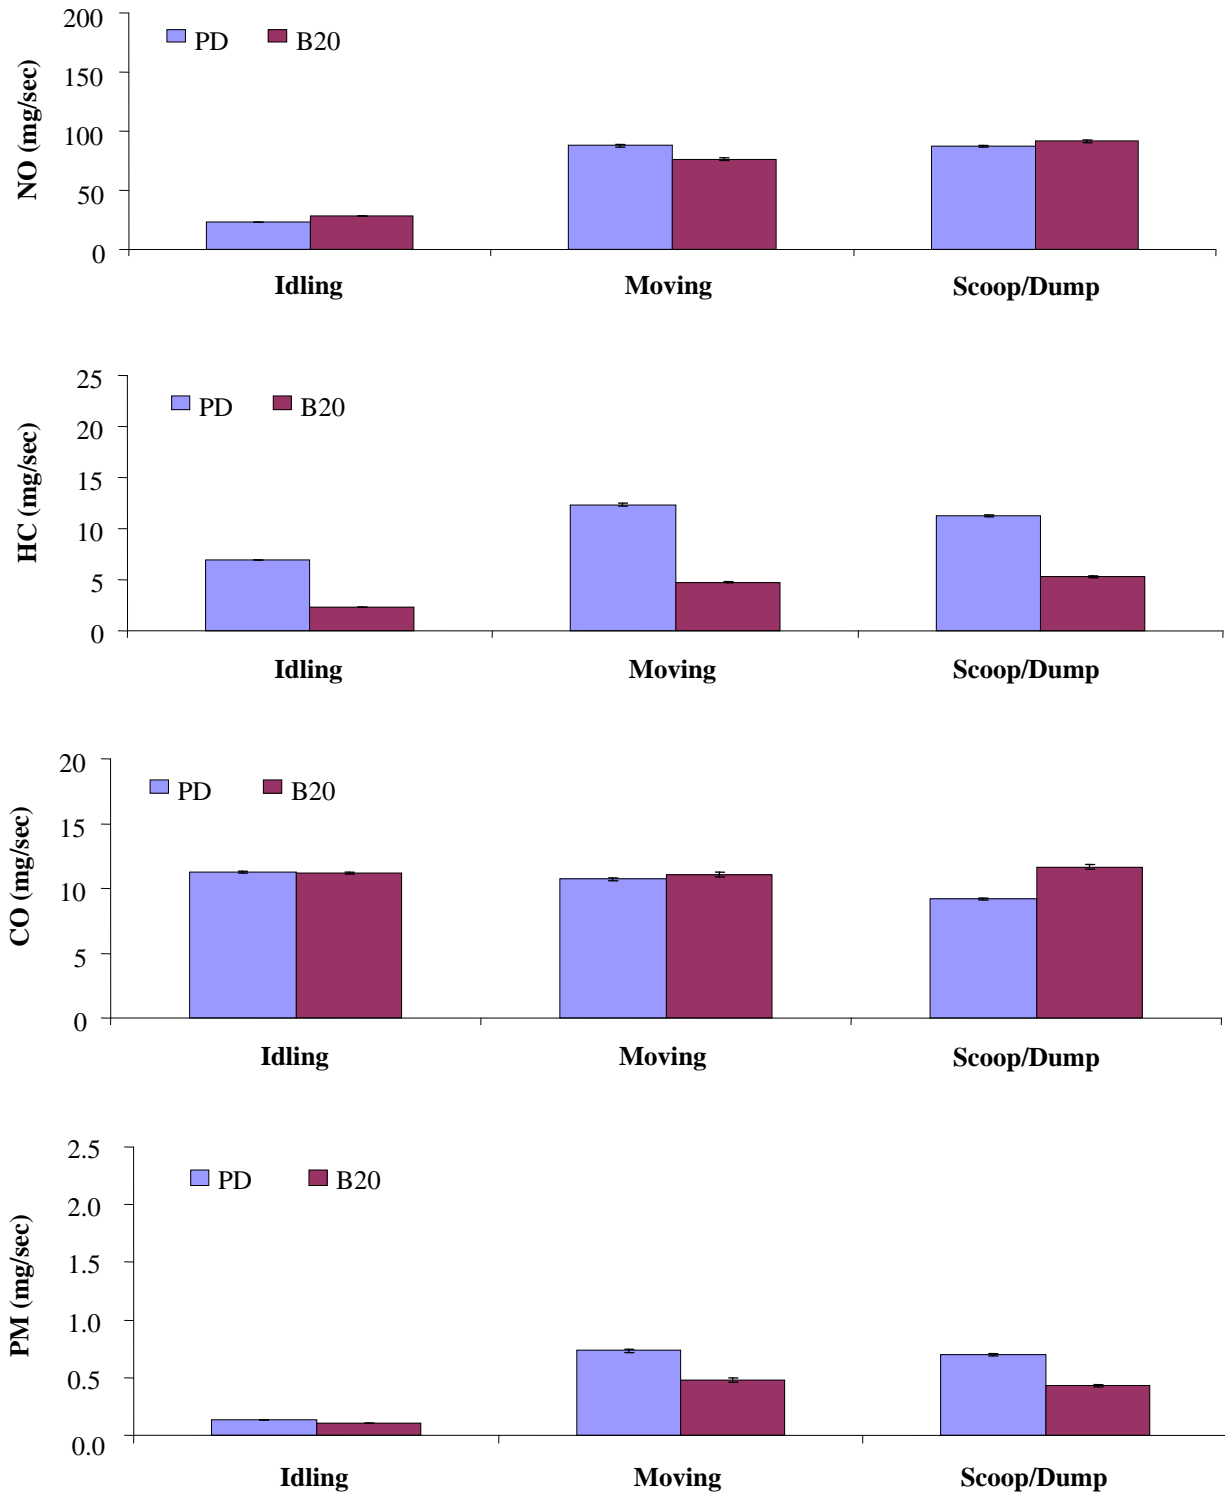 200
150
100
50
0
NO (mg/sec)
PD B20
Idling Moving Scoop/Dump
25
20
15
10
5
0
HC (mg/sec)
PD B20
Idling Moving Scoop/Dump
20
15
10
5
0
CO (mg/sec)
PD B20
Idling Moving Scoop/Dump
2.5
2.0
1.5
1.0
0.5
0.0
PM (mg/sec)
PD B20
Idling Moving Scoop/Dump